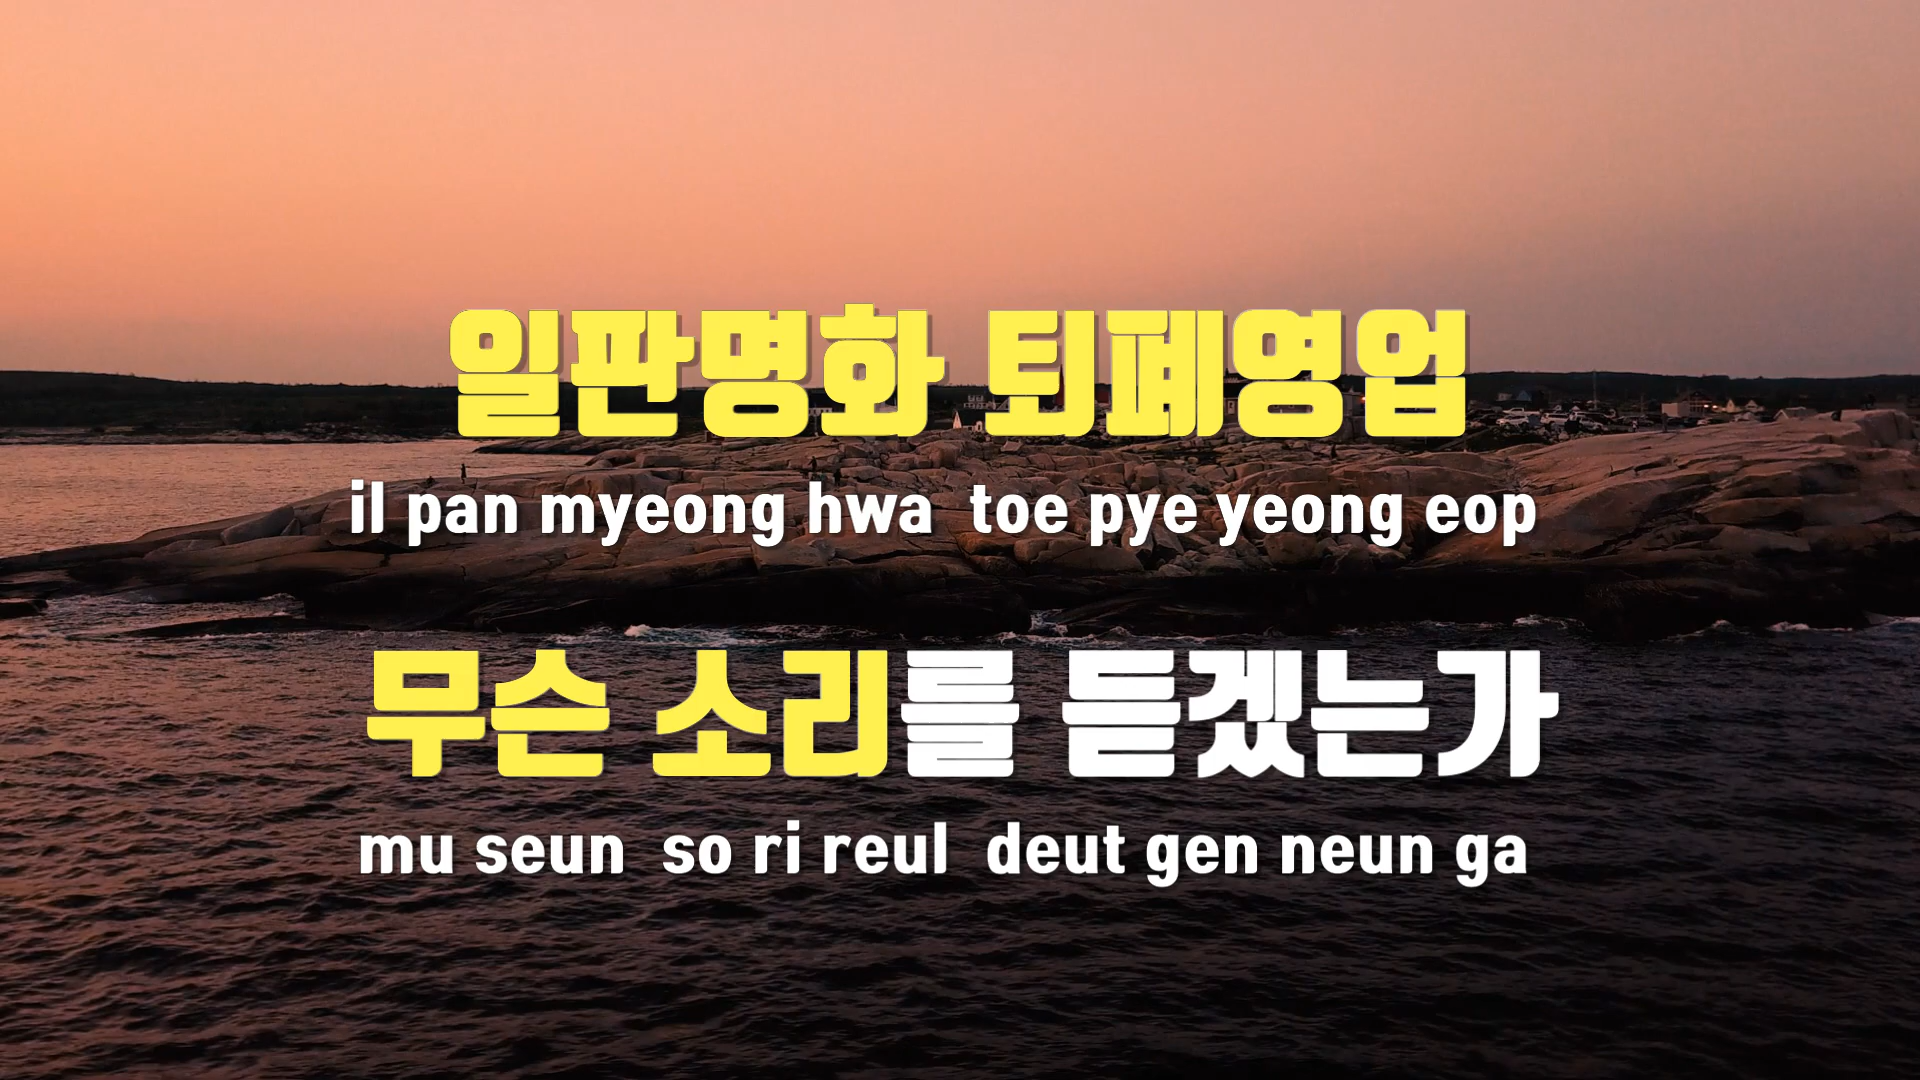 일판명화 퇴폐영업
il pan myeong hwa toe pye yeong eop
무슨 소리를 듣겠는가
mu seun so ri reul deut gen neun ga